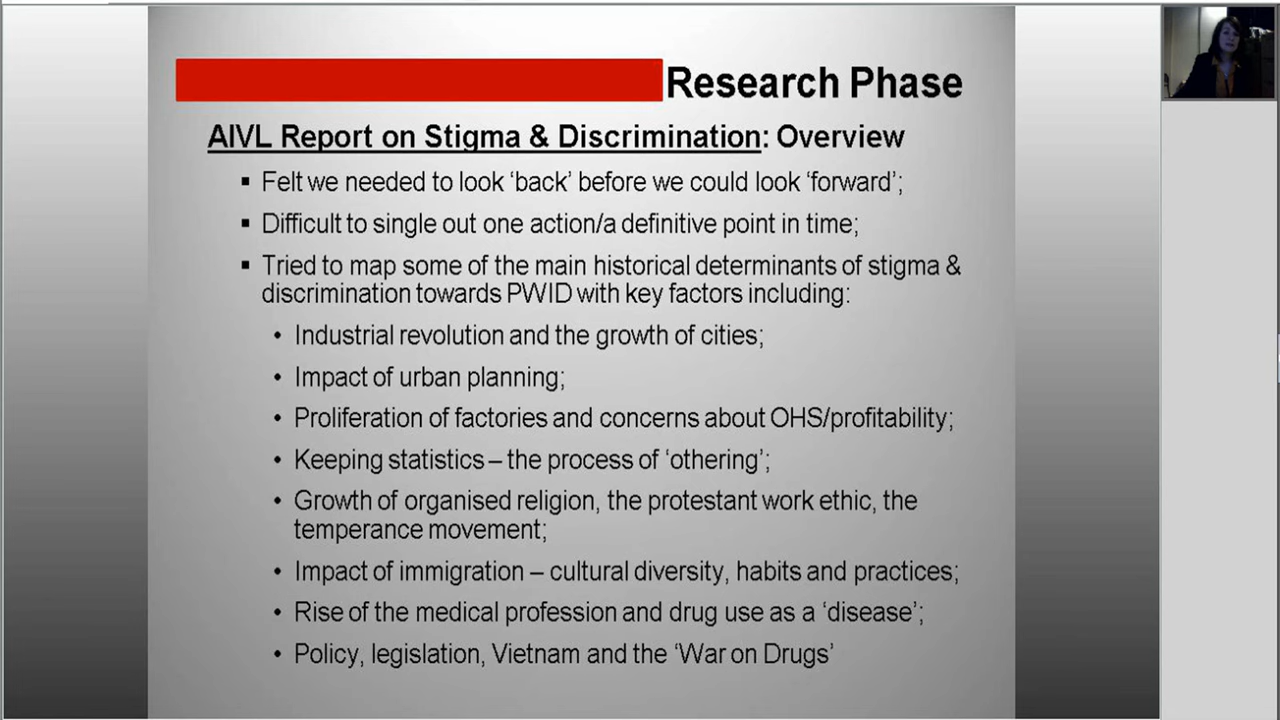 Research Phase
AIVL Report on Stigma & Discrimination: Overview
▪ Felt we needed to look ‘back’ before we could look ‘forward’;
▪ Difficult to single out one action/a definitive point in time;
▪ Tried to map some of the main historical determinants of stigma &
discrimination towards PWID with key factors including:
• Industrial revolution and the growth of cities;
• Impact of urban planning;
• Proliferation of factories and concerns about OHS/profitability;
• Keeping statistics – the process of ‘othering’;
• Growth of organised religion, the protestant work ethic, the
temperance movement;
• Impact of immigration – cultural diversity, habits and practices;
• Rise of the medical profession and drug use as a ‘disease’;
• Policy, legislation, Vietnam and the ‘War on Drugs’